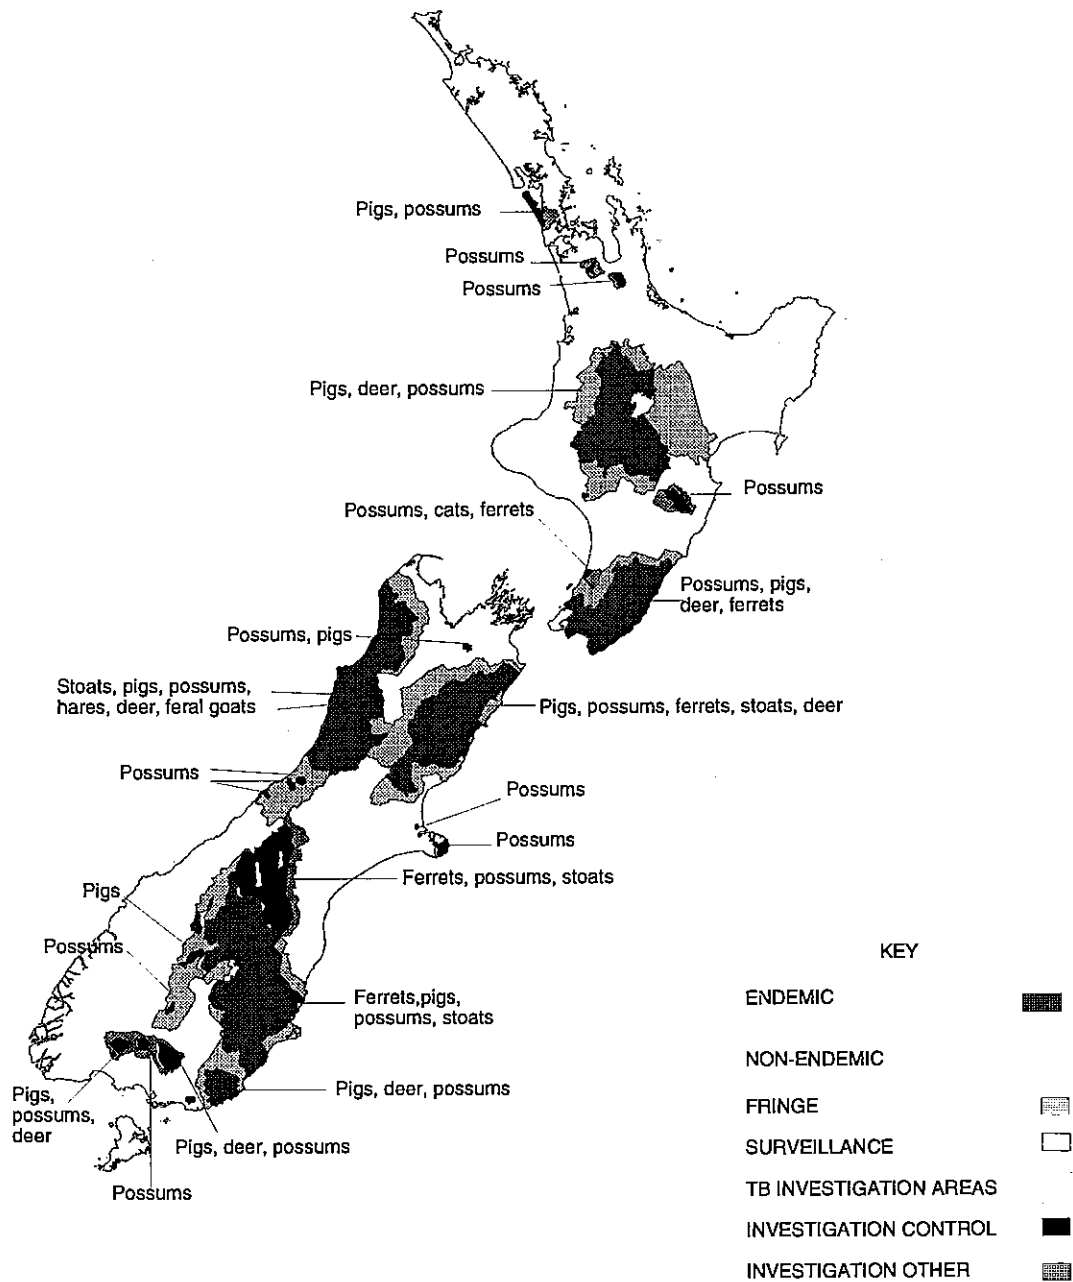 Pigs, possums
Possums
Possums
Pigs, deer, possums
Possums
Possums, cats, ferrets
Possums, pigs,
deer, ferrets
Possums, pigs
Stoats, pigs, possums,
hares, deer, feral goats
Pigs, possums, ferrets, stoats, deer
Possums
Possums
Possums
Ferrets, possums, stoats
Pigs
Possums
Ferrets,pigs,
possums, stoats
Pigs, deer, possums
Pigs,
possums,
deer
Pigs, deer, possums
Possums
KEY
ENDEMIC
NON-ENDEMIC
FRINGE
SURVEILLANCE
TB INVESTIGATION AREAS
INVESTIGATION CONTROL
INVESTIGATION OTHER